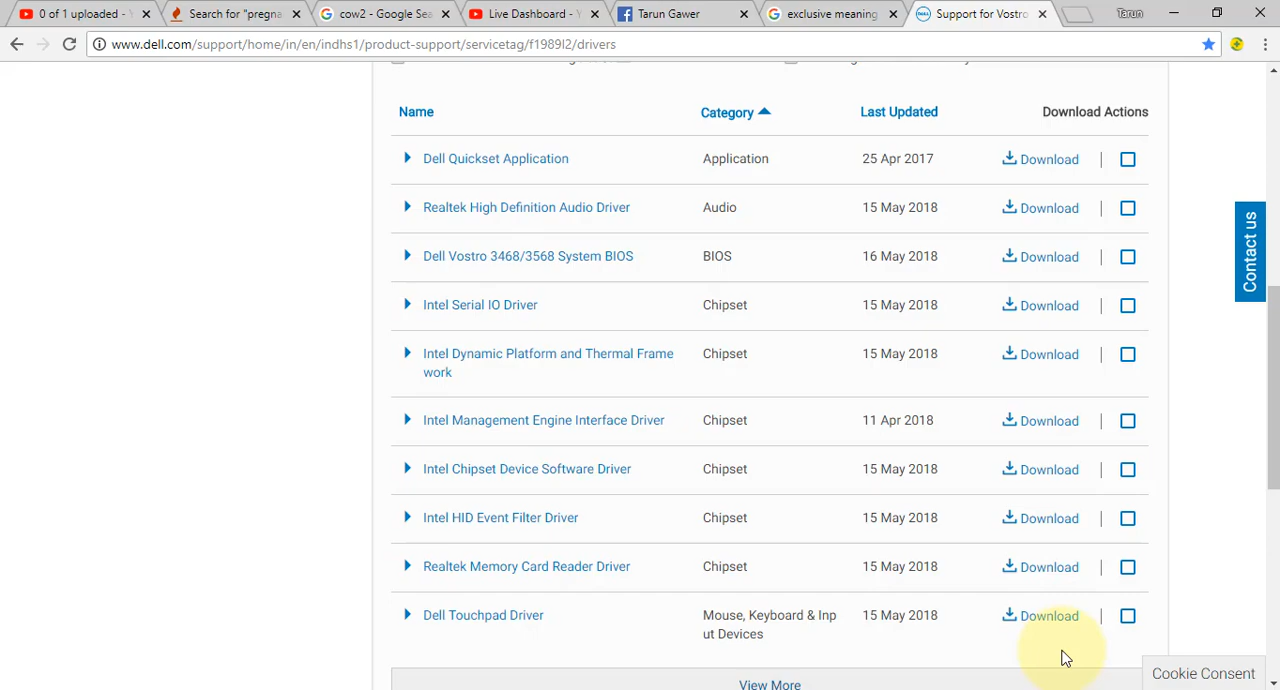 0 of 1 uploaded - Y
Search for "pregna
cow2 - Google Sea
Live Dashboard - Y
Tarun Gawer
exclusive meaning
Support for Vostro
Tarun
www.dell.com/support/home/in/en/indhs1/product-support/servicetag/f1989l2/drivers
Name Category Last Updated Download Actions
Dell Quickset Application Application 25 Apr 2017 Download |
Realtek High Definition Audio Driver Audio 15 May 2018 Download |
Dell Vostro 3468/3568 System BIOS BIOS 16 May 2018 Download |
Intel Serial IO Driver Chipset 15 May 2018 Download |
Intel Dynamic Platform and Thermal Frame Chipset 15 May 2018 Download |
work
Intel Management Engine Interface Driver Chipset 11 Apr 2018 Download |
Intel Chipset Device Software Driver Chipset 15 May 2018 Download |
Intel HID Event Filter Driver Chipset 15 May 2018 Download |
Realtek Memory Card Reader Driver Chipset 15 May 2018 Download |
Dell Touchpad Driver Mouse, Keyboard & Inp 15 May 2018 Download |
ut Devices
View More
Contact us
Cookie Consent